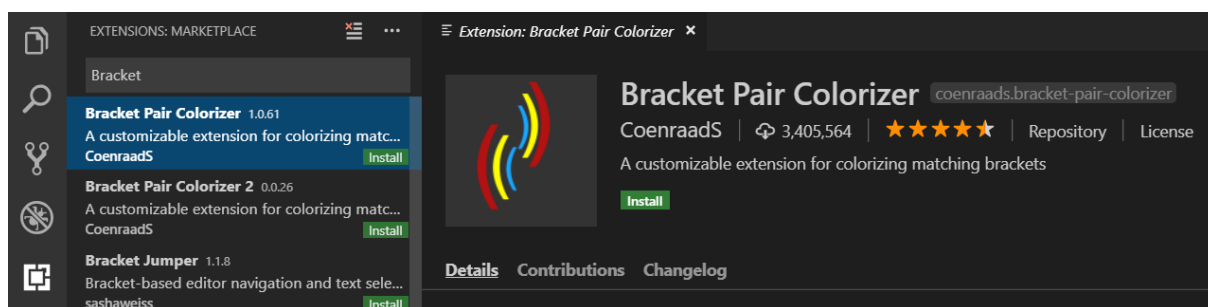 EXTENSIONS: MARKETPLACE
Bracket
Bracket Pair Colorizer 1.0.61
A customizable extension for colorizing matc...
CoenraadS Install
Bracket Pair Colorizer 2 0.0.26
A customizable extension for colorizing matc...
CoenraadS Install
Bracket Jumper 1.1.8
Bracket-based editor navigation and text sele...
sashaweiss Install
Extension: Bracket Pair Colorizer
Bracket Pair Colorizer coenraads.bracket-pair-colorizer
CoenraadS 3,405,564 Repository License
A customizable extension for colorizing matching brackets
Install
Details Contributions Changelog